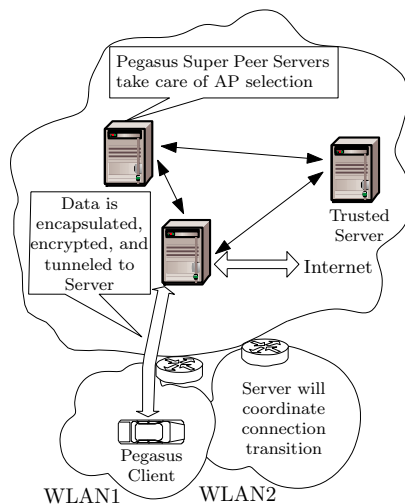 Pegasus Super Peer Servers
take care of AP selection
Data is
encapsulated,
encrypted, and
tunneled to
Server
Trusted
Server
Internet
Server will
coordinate
connection
transition
Pegasus
Client
WLAN1
WLAN2